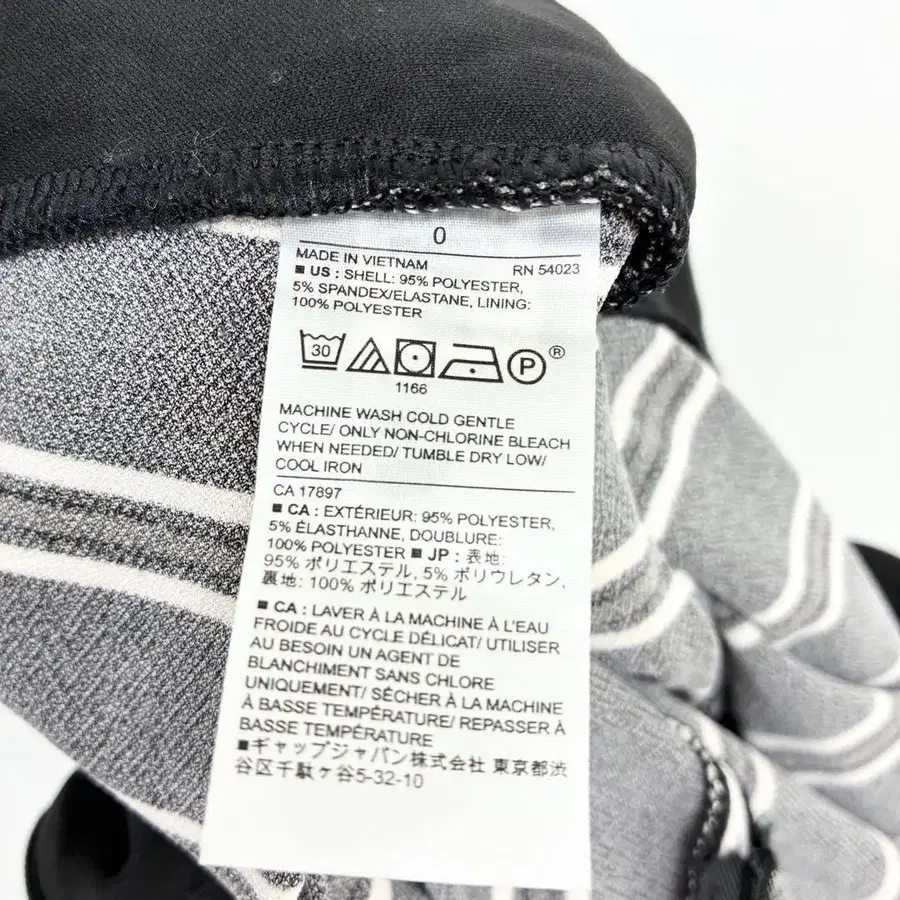 0
MADE IN VIETNAM RN 54023
■ US : SHELL: 95% POLYESTER,
5% SPANDEX/ELASTANE, LINING:
100% POLYESTER
30 P ®
1166
MACHINE WASH COLD GENTLE
CYCLE/ ONLY NON-CHLORINE BLEACH
WHEN NEEDED/ TUMBLE DRY LOW/
COOL IRON
CA 17897
■ CA : EXTÉRIEUR: 95% POLYESTER,
5% ÉLASTHANNE, DOUBLURE:
100% POLYESTER ■ JP : 表地:
95% ポリエステル, 5% ポリウレタン,
裏地: 100% ポリエステル
■ CA : LAVER À LA MACHINE À L'EAU
FROIDE AU CYCLE DÉLICAT/ UTILISER
AU BESOIN UN AGENT DE
BLANCHIMENT SANS CHLORE
UNIQUEMENT/ SÉCHER À LA MACHINE
À BASSE TEMPÉRATURE/ REPASSER À
BASSE TEMPÉRATURE
■ギャップジャパン株式会社 東京都渋
谷区千駄ヶ谷5-32-10